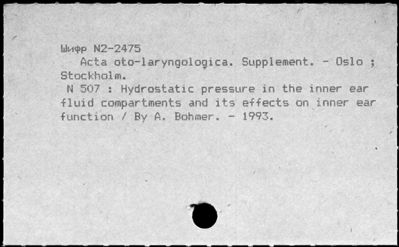 Шифр N2-2475
Acta oto-laryngologica. Supplement. - Oslo ;
Stockholm.
N 507 : Hydrostatic pressure in the inner ear
fluid compartments and its effects on inner ear
function / By A. Bohmer. - 1993.